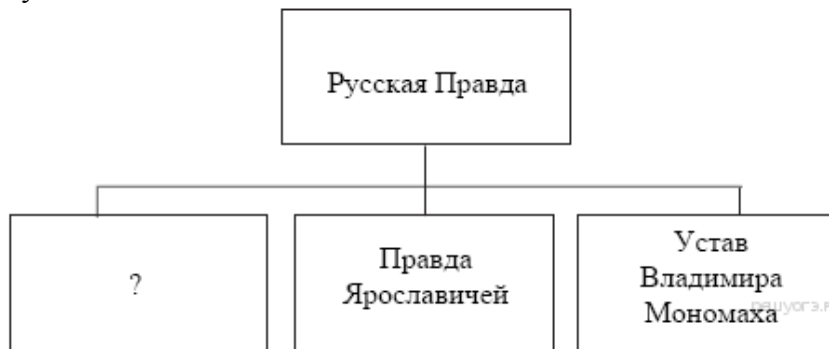 Русская Правда
?
Правда
Ярославичей
Устав
Владимира
Мономаха